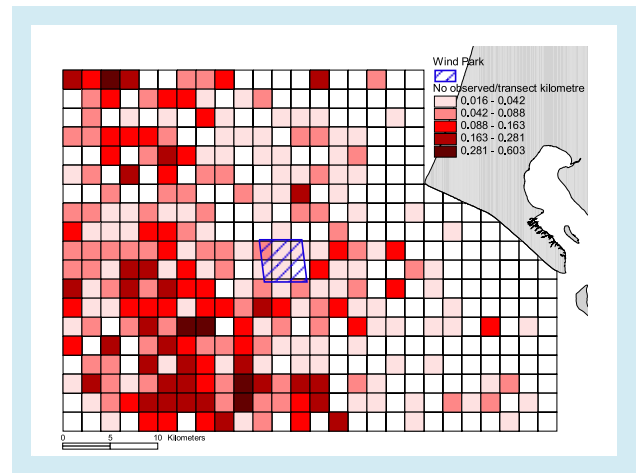 Wind Park
No observed/transect kilometre
0.016 - 0.042
0.042 - 0.088
0.088 - 0.163
0.163 - 0.281
0.281 - 0.603
0 5 10 Kilometers